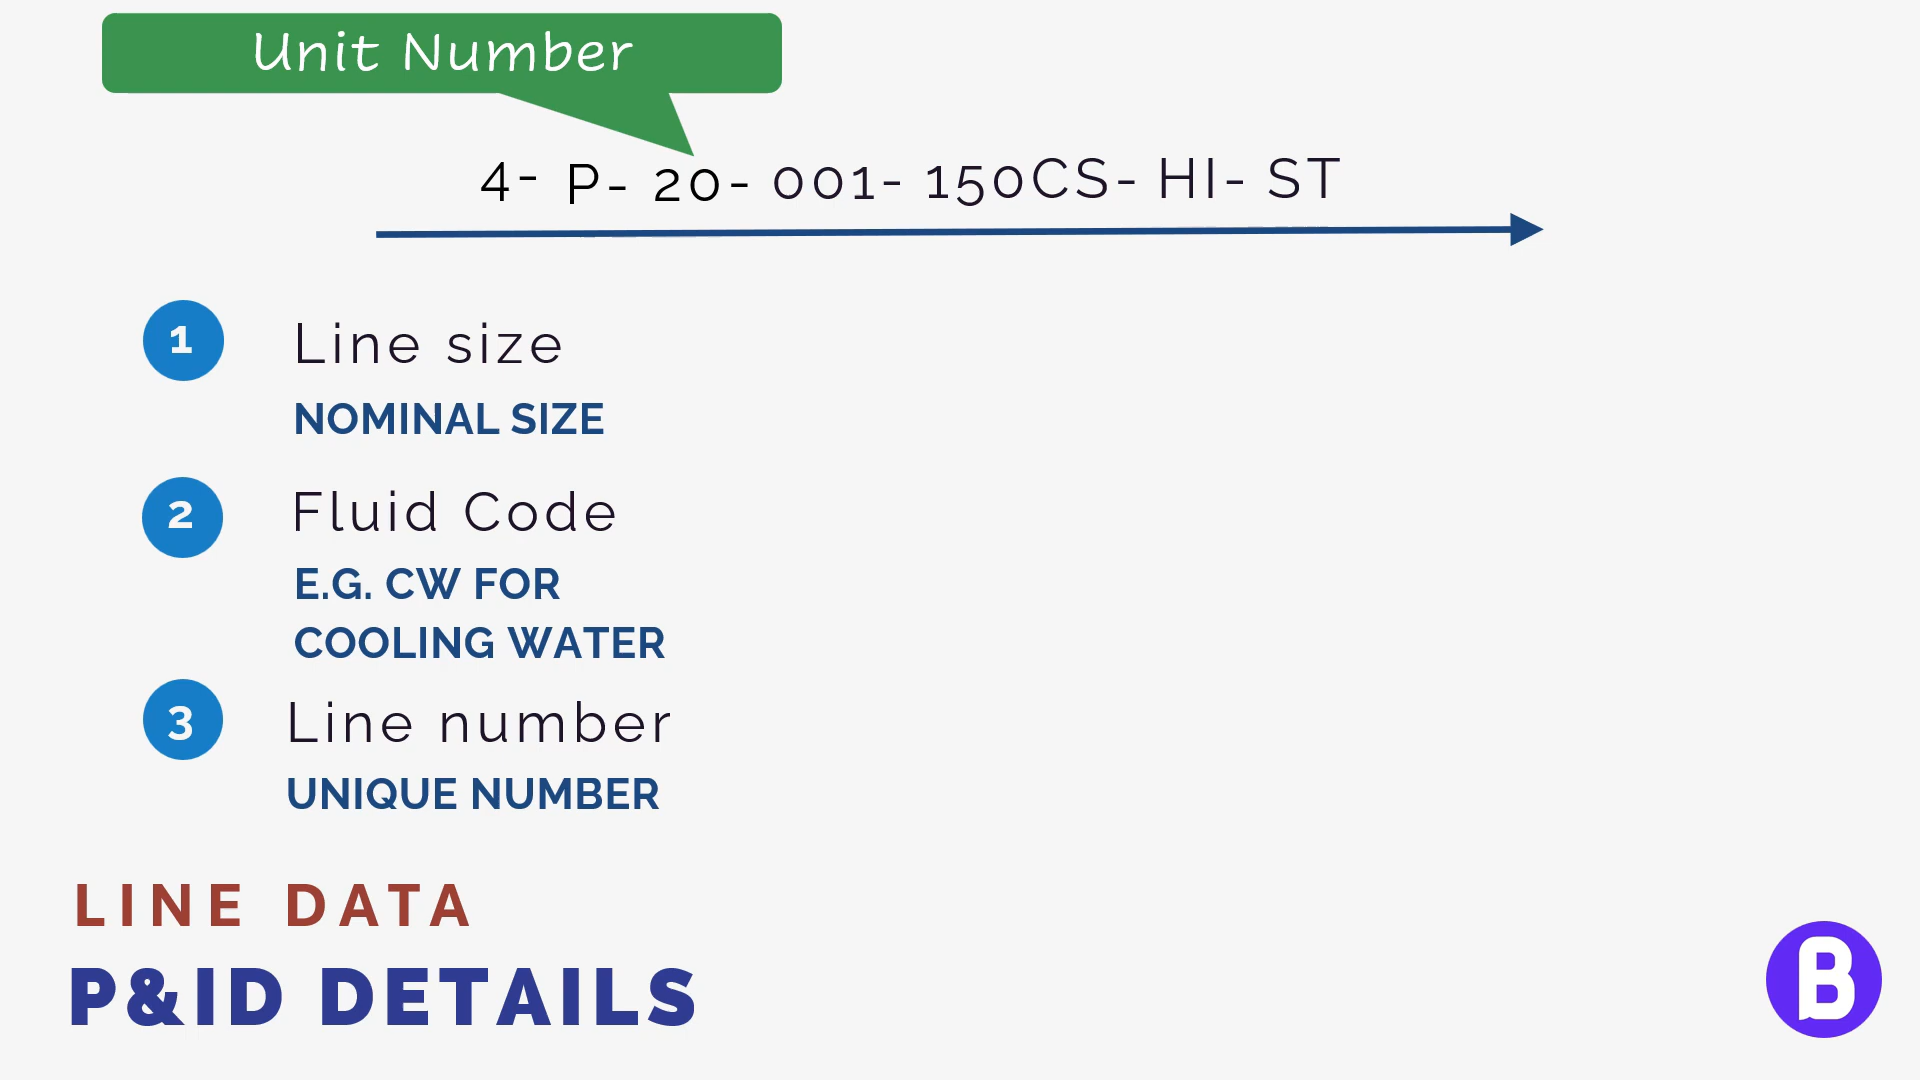 Unit Number
4- P- 20- 001- 150CS- HI- ST
1 Line size
NOMINAL SIZE
2 Fluid Code
E.G. CW FOR
COOLING WATER
3 Line number
UNIQUE NUMBER
LINE DATA
P&ID DETAILS
B